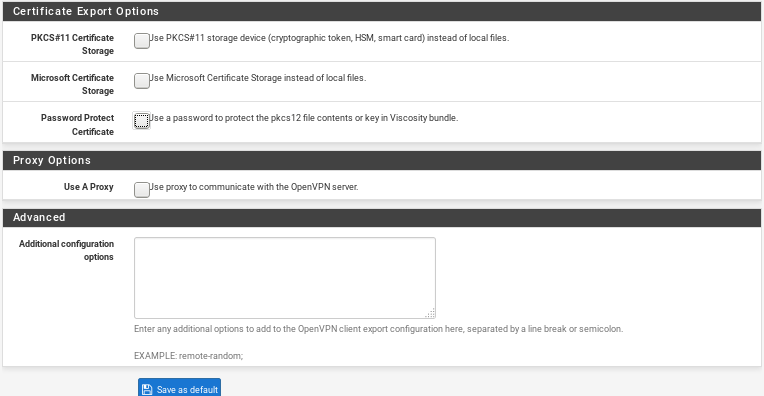 Certificate Export Options
PKCS#11 Certificate Storage
Use PKCS#11 storage device (cryptographic token, HSM, smart card) instead of local files.
Microsoft Certificate Storage
Use Microsoft Certificate Storage instead of local files.
Password Protect Certificate
Use a password to protect the pkcs12 file contents or key in Viscosity bundle.
Proxy Options
Use A Proxy
Use proxy to communicate with the OpenVPN server.
Advanced
Additional configuration options
Enter any additional options to add to the OpenVPN client export configuration here, separated by a line break or semicolon.
EXAMPLE: remote-random;
Save as default